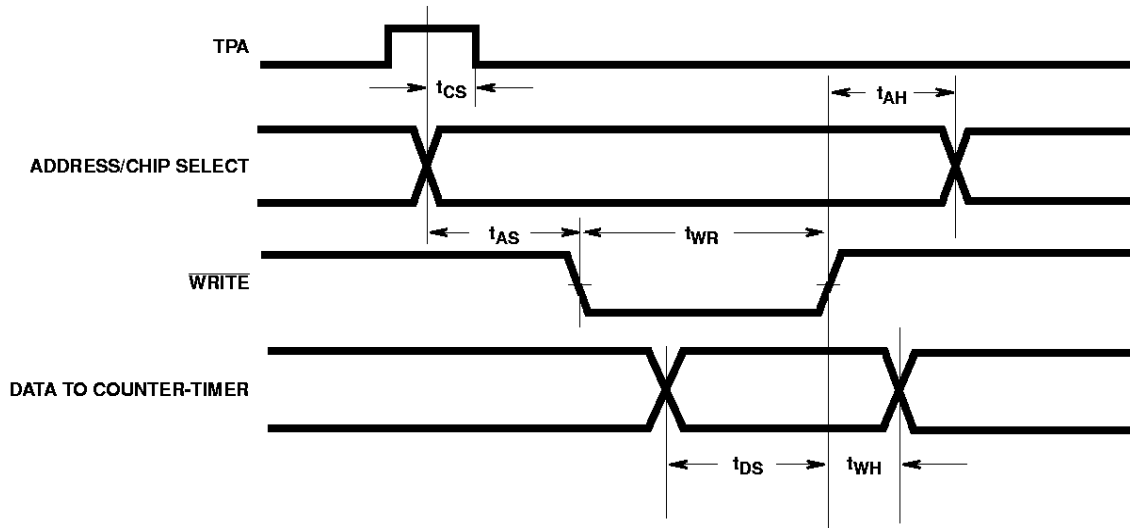 TPA
tCS
tAH
ADDRESS/CHIP SELECT
tAS
tWR
WRITE
DATA TO COUNTER-TIMER
tDS
tWH